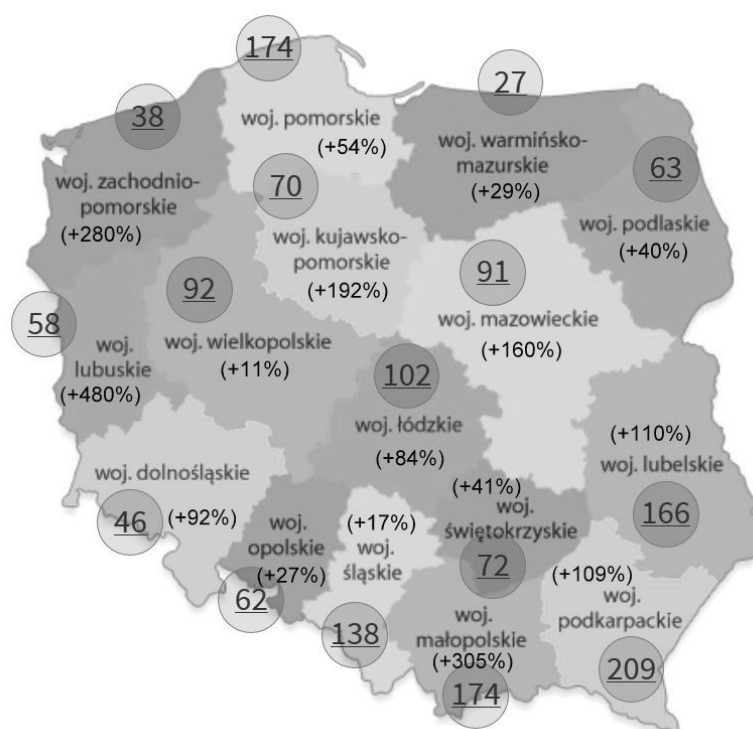 174
woj. pomorskie
(+54%)
27
woj. warmińsko-
mazurskie
(+29%)
38
woj. zachodnio-
pomorskie
(+280%)
70
woj. kujawsko-
pomorskie
(+192%)
63
woj. podlaskie
(+40%)
91
woj. mazowieckie
(+160%)
92
woj. wielkopolskie
(+11%)
58
woj.
lubuskie
(+480%)
102
woj. łódzkie
(+84%)
(+110%)
woj. lubelskie
166
woj. dolnośląskie
46
(+92%)
woj.
opolskie
(+27%)
62
(+17%)
woj.
śląskie
138
(+41%)
woj.
świętokrzyskie
72
woj.
małopolskie
(+305%)
174
(+109%)
woj.
podkarpackie
209